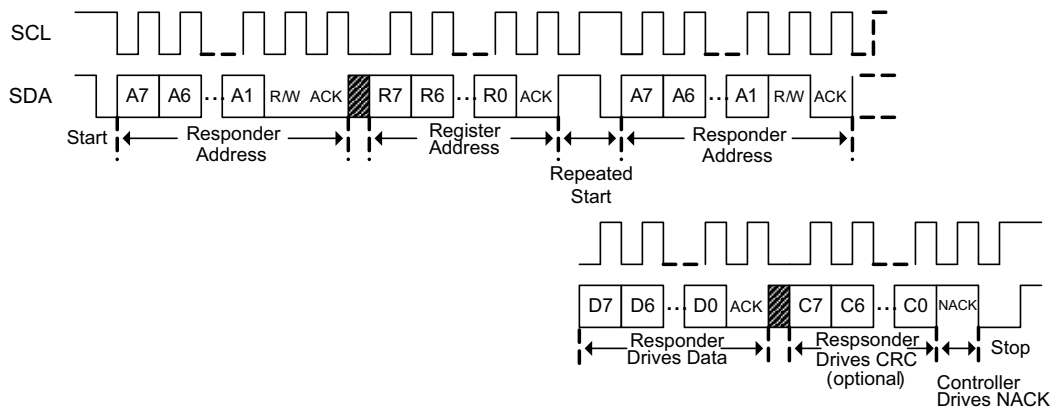 SCL
SDA
A7 A6 ... A1 R/W ACK R7 R6 ... R0 ACK A7 A6 ... A1 R/W ACK
Start
Responder
Address
Register
Address
Repeated
Start
Responder
Address
D7 D6 ... D0 ACK C7 C6 ... C0 NACK
Responder
Drives Data
Respsonder
Drives CRC
(optional)
Stop
Controller
Drives NACK